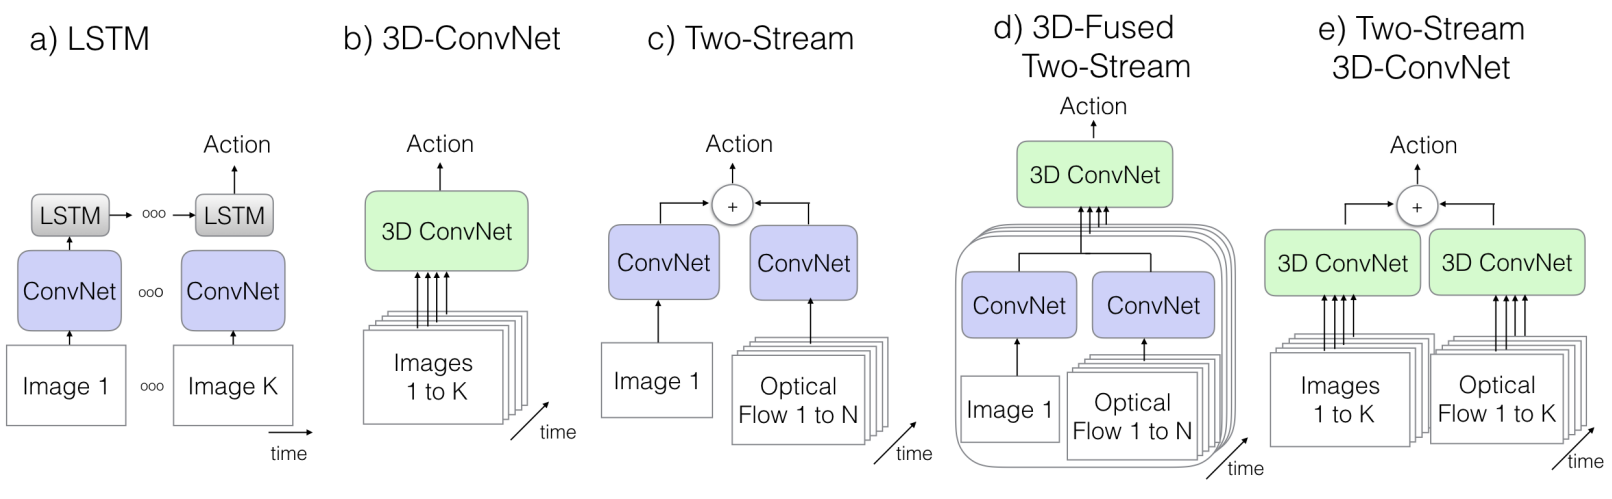 a) LSTM
Action
LSTM
ooo
LSTM
ConvNet
ooo
ConvNet
Image 1
ooo
Image K
time
b) 3D-ConvNet
Action
3D ConvNet
Images
1 to K
time
c) Two-Stream
Action
+
ConvNet
ConvNet
Image 1
Optical
Flow 1 to N
time
d) 3D-Fused
Two-Stream
Action
3D ConvNet
ConvNet
ConvNet
Image 1
Optical
Flow 1 to N
time
e) Two-Stream
3D-ConvNet
Action
+
3D ConvNet
3D ConvNet
Images
1 to K
Optical
Flow 1 to K
time